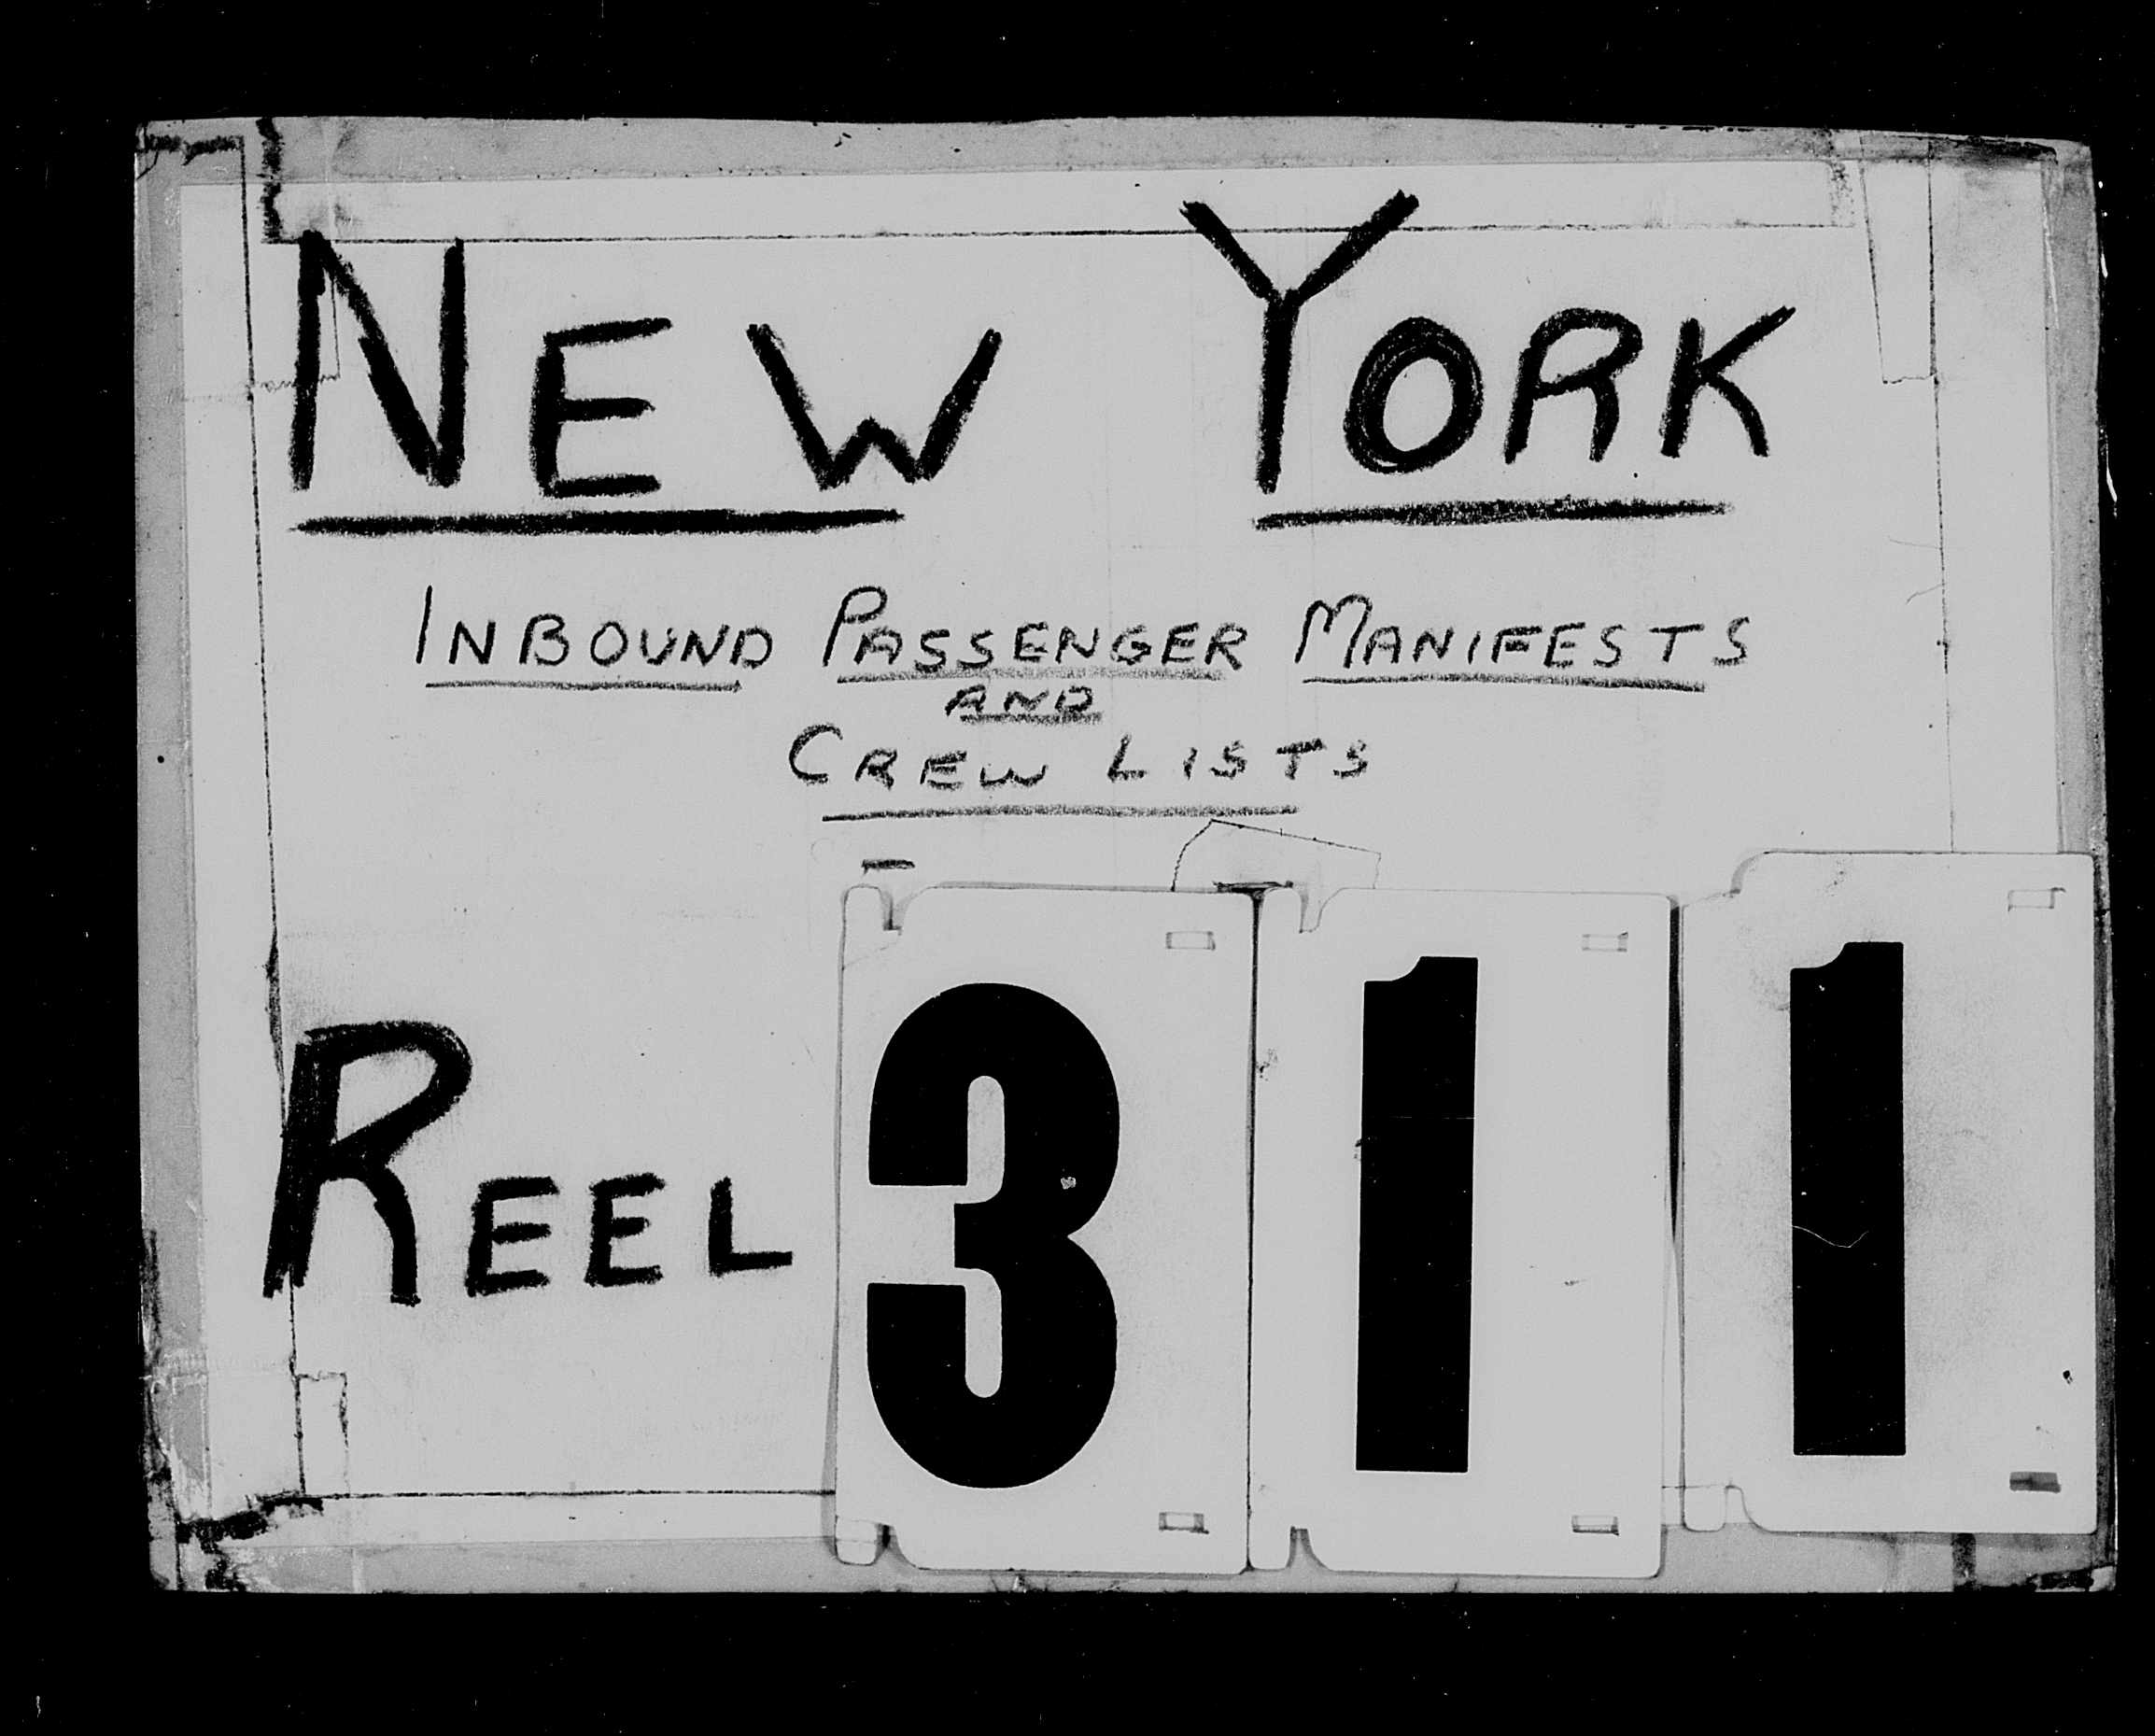 NEW YORK
INBOUND PASSENGER MANIFESTS
AND
CREW LISTS
REEL 311